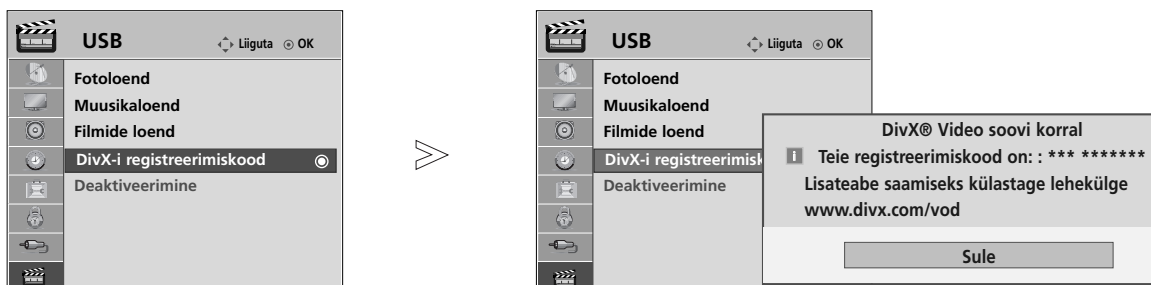 USB
Liiguta OK
Fotoloend
Muusikaloend
Filmide loend
DivX-i registreerimiskood
Deaktiveerimine
USB
Liiguta OK
Fotoloend
Muusikaloend
Filmide loend
DivX-i registreerimisk
Deaktiveerimine
DivX® Video soovi korral
i Teie registreerimiskood on: : *** *******
Lisateabe saamiseks külastage lehekülge
www.divx.com/vod
Sule